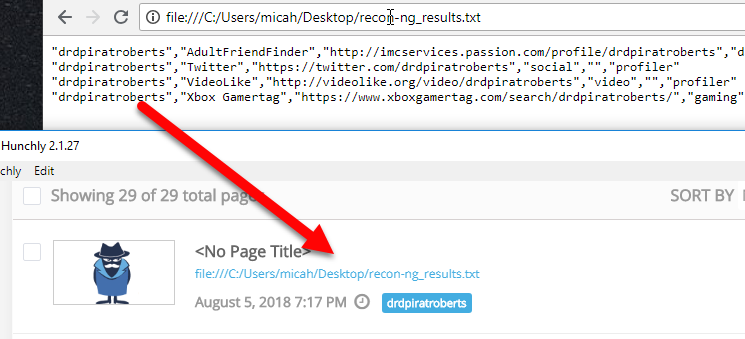 file:///C:/Users/micah/Desktop/recon-ng_results.txt
"drdpiratroberts","AdultFriendFinder","http://imcservices.passion.com/profile/drdpiratroberts","d
"drdpiratroberts","Twitter","https://twitter.com/drdpiratroberts","social","","profiler"
"drdpiratroberts","VideoLike","http://videolike.org/video/drdpiratroberts","video","","profiler"
"drdpiratroberts","Xbox Gamertag","https://www.xboxgamertag.com/search/drdpiratroberts/","gaming"
Hunchly 2.1.27
nchly Edit
Showing 29 of 29 total pages
SORT BY
<No Page Title>
file:///C:/Users/micah/Desktop/recon-ng_results.txt
August 5, 2018 7:17 PM drdpiratroberts